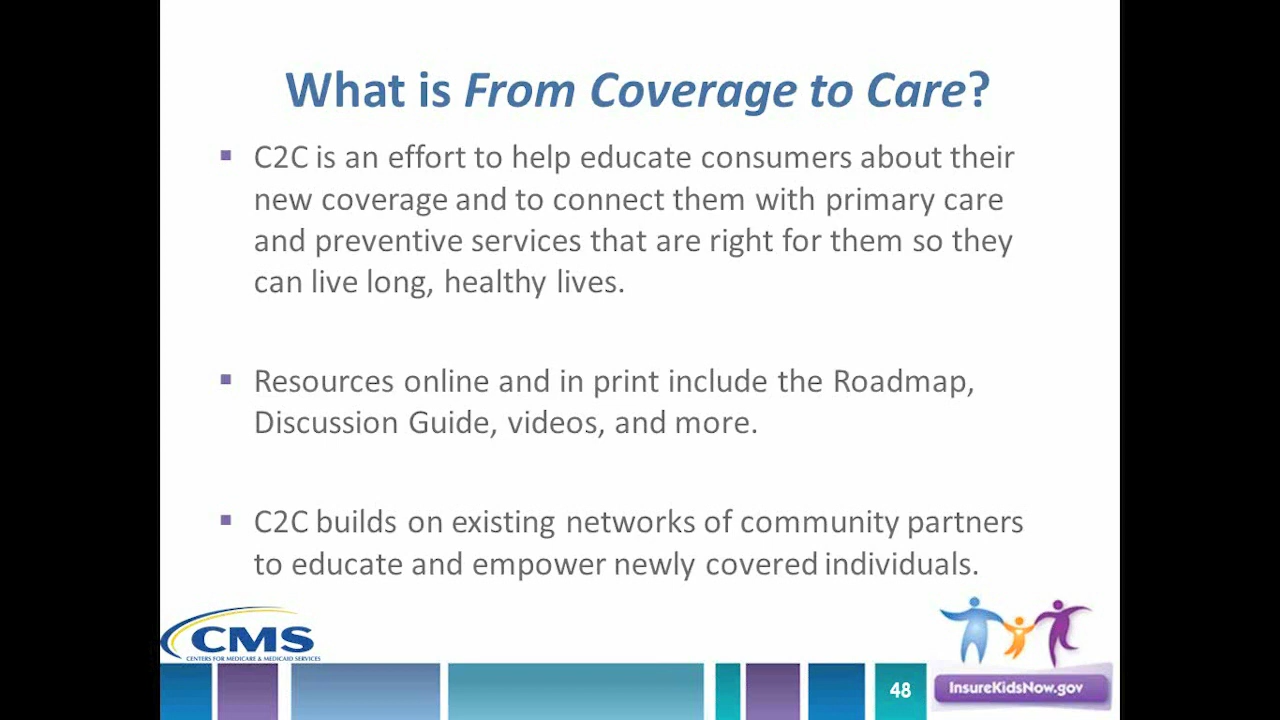 What is From Coverage to Care?
▪ C2C is an effort to help educate consumers about their
new coverage and to connect them with primary care
and preventive services that are right for them so they
can live long, healthy lives.
▪ Resources online and in print include the Roadmap,
Discussion Guide, videos, and more.
▪ C2C builds on existing networks of community partners
to educate and empower newly covered individuals.
CMS
CENTERS FOR MEDICARE & MEDICAID SERVICES
48
InsureKidsNow.gov